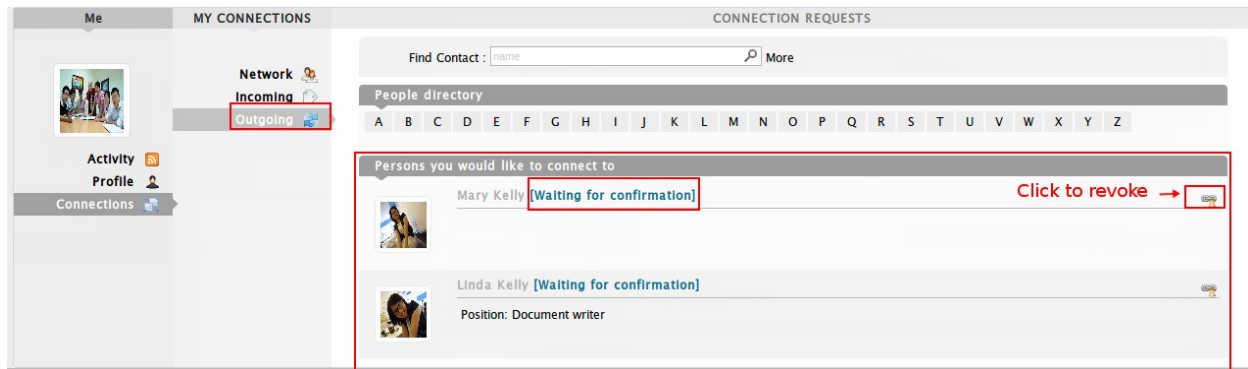 Me MY CONNECTIONS CONNECTION REQUESTS
Find Contact : name More
Network
Incoming
Outgoing
People directory
A B C D E F G H I J K L M N O P Q R S T U V W X Y Z
Activity
Profile
Connections
Persons you would like to connect to
Mary Kelly [Waiting for confirmation] Click to revoke
Linda Kelly [Waiting for confirmation]
Position: Document writer